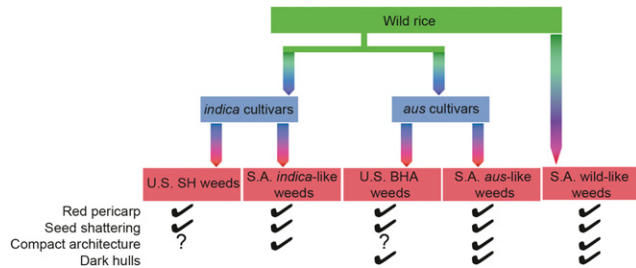 Wild rice
indica cultivars
aus cultivars
U.S. SH weeds
S.A. indica-like
weeds
U.S. BHA
weeds
S.A. aus-like
weeds
S.A. wild-like
weeds
Red pericarp ✔ ✔ ✔ ✔ ✔
Seed shattering ✔ ✔ ✔ ✔ ✔
Compact architecture ? ✔ ? ✔ ✔
Dark hulls ✔ ✔ ✔